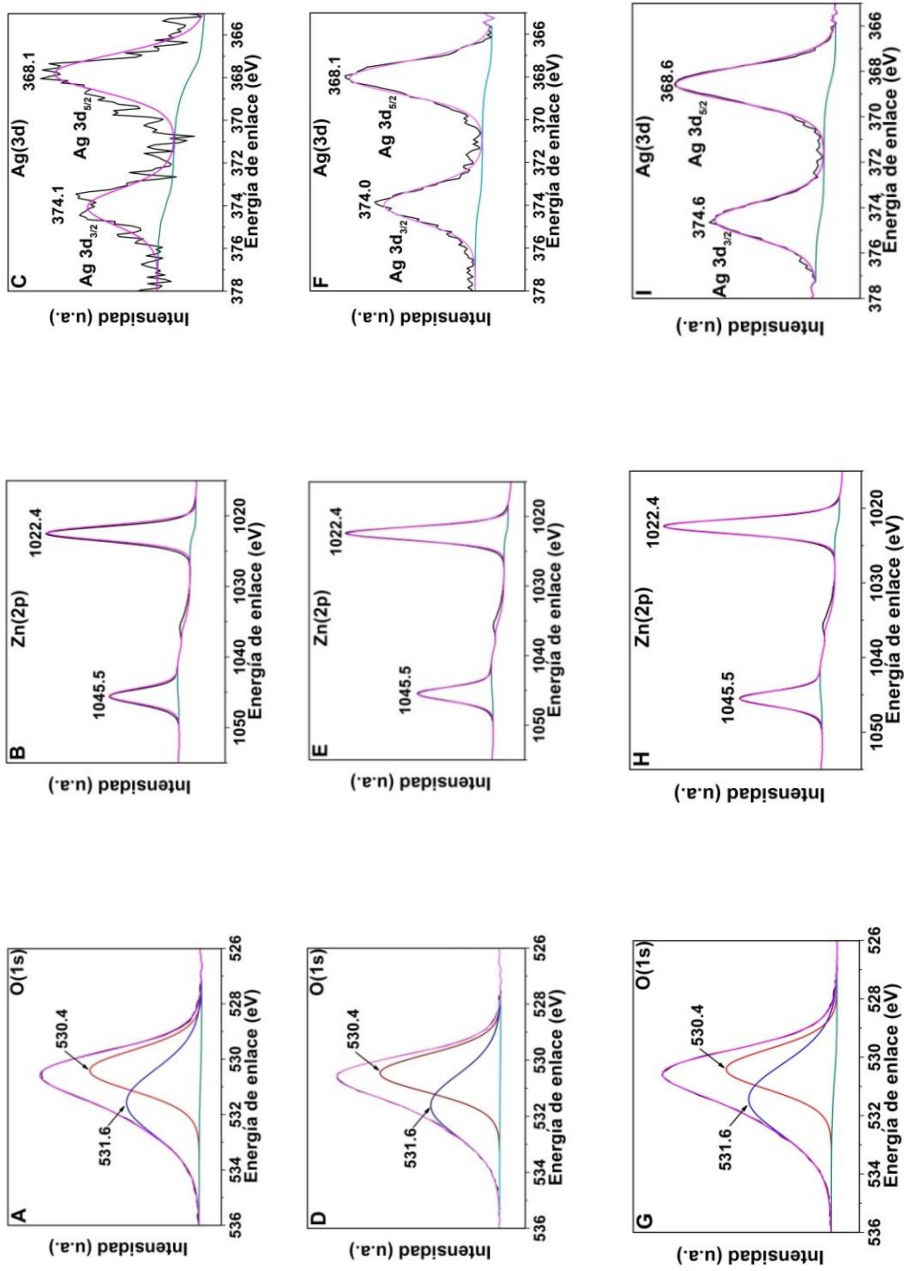 A
O(1s)
530.4
531.6
Intensidad (u.a.)
536 534 532 530 528 526
Energía de enlace (eV)
B
Zn(2p)
1022.4
1045.5
Intensidad (u.a.)
1050 1040 1030 1020
Energía de enlace (eV)
C
Ag(3d)
368.1
374.1
Ag 3d5/2
Ag 3d3/2
Intensidad (u.a.)
378 376 374 372 370 368 366
Energía de enlace (eV)
D
O(1s)
530.4
531.6
Intensidad (u.a.)
536 534 532 530 528 526
Energía de enlace (eV)
E
Zn(2p)
1022.4
1045.5
Intensidad (u.a.)
1050 1040 1030 1020
Energía de enlace (eV)
F
Ag(3d)
368.1
374.0
Ag 3d5/2
Ag 3d3/2
Intensidad (u.a.)
378 376 374 372 370 368 366
Energía de enlace (eV)
G
O(1s)
530.4
531.6
Intensidad (u.a.)
536 534 532 530 528 526
Energía de enlace (eV)
H
Zn(2p)
1022.4
1045.5
Intensidad (u.a.)
1050 1040 1030 1020
Energía de enlace (eV)
I
Ag(3d)
368.6
374.6
Ag 3d5/2
Ag 3d3/2
Intensidad (u.a.)
378 376 374 372 370 368 366
Energía de enlace (eV)